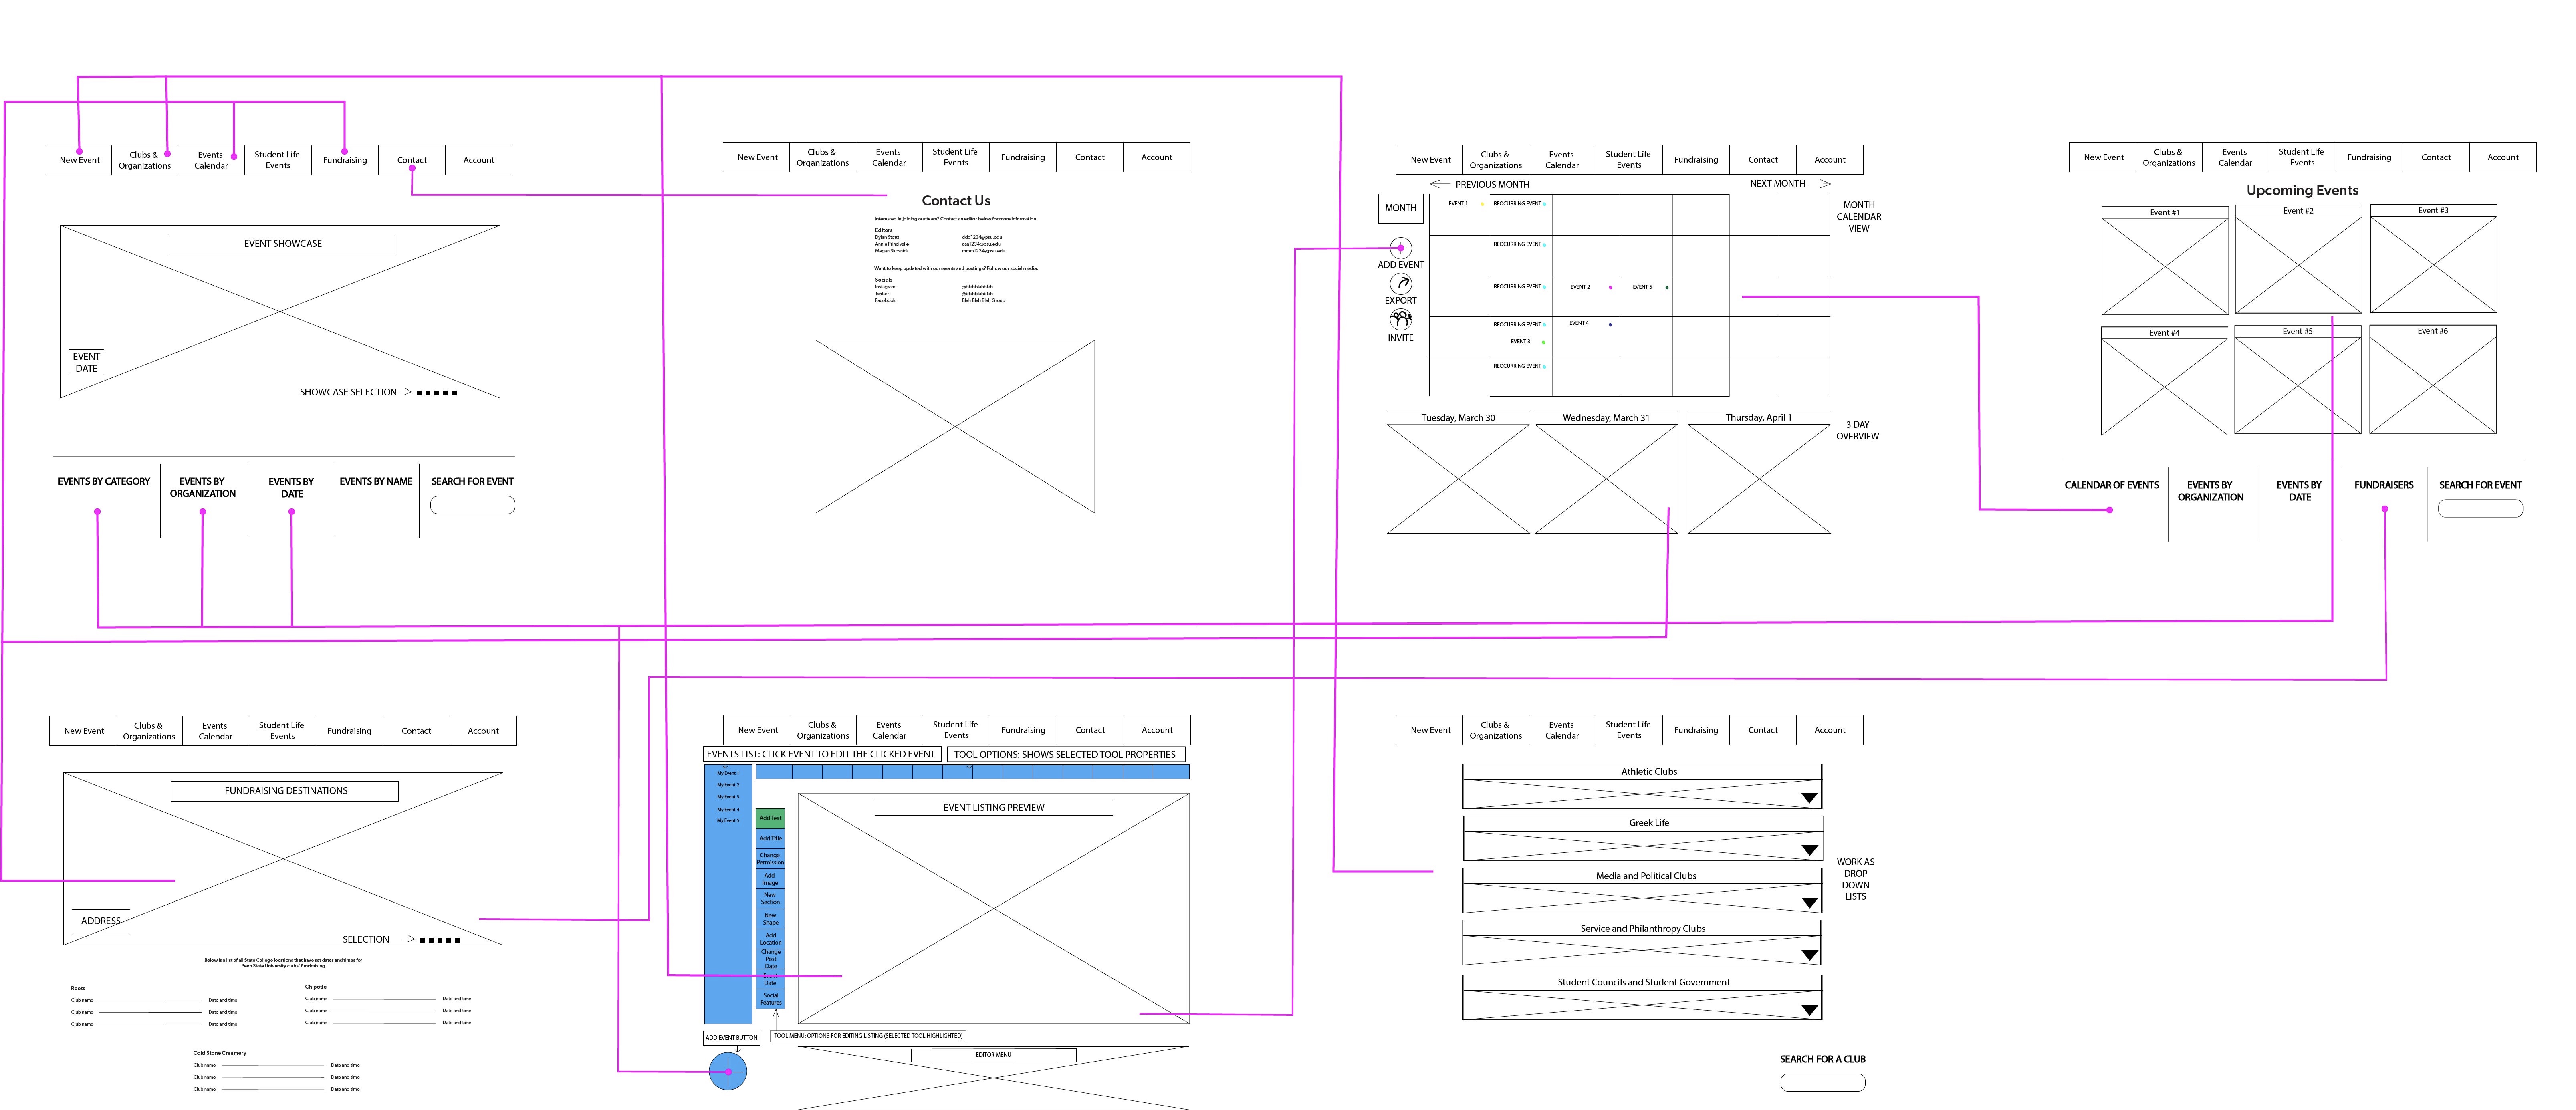 New Event
Clubs &
Organizations
Events
Calendar
Student Life
Events
Fundraising
Contact
Account
EVENT SHOWCASE
EVENT
DATE
SHOWCASE SELECTION
EVENTS BY CATEGORY
EVENTS BY
ORGANIZATION
EVENTS BY
DATE
EVENTS BY NAME
SEARCH FOR EVENT
New Event
Clubs &
Organizations
Events
Calendar
Student Life
Events
Fundraising
Contact
Account
Contact Us
Interested in joining our team? Contact an editor below for more information.
Editors
Dylan Stetts ddd1234@psu.edu
Annie Princivalle aaa1234@psu.edu
Megan Skosnick mmm1234@psu.edu
Want to keep updated with our events and postings? Follow our social media.
Socials
Instagram @blahblahblah
Twitter @blahblahblah
Facebook Blah Blah Blah Group
New Event
Clubs &
Organizations
Events
Calendar
Student Life
Events
Fundraising
Contact
Account
PREVIOUS MONTH
NEXT MONTH
MONTH
ADD EVENT
EXPORT
INVITE
EVENT 1
REOCURRING EVENT
REOCURRING EVENT
REOCURRING EVENT
EVENT 2
EVENT 5
REOCURRING EVENT
EVENT 4
EVENT 3
REOCURRING EVENT
MONTH
CALENDAR
VIEW
Tuesday, March 30
Wednesday, March 31
Thursday, April 1
3 DAY
OVERVIEW
New Event
Clubs &
Organizations
Events
Calendar
Student Life
Events
Fundraising
Contact
Account
Upcoming Events
Event #1
Event #2
Event #3
Event #4
Event #5
Event #6
CALENDAR OF EVENTS
EVENTS BY
ORGANIZATION
EVENTS BY
DATE
FUNDRAISERS
SEARCH FOR EVENT
New Event
Clubs &
Organizations
Events
Calendar
Student Life
Events
Fundraising
Contact
Account
FUNDRAISING DESTINATIONS
ADDRESS
SELECTION
Below is a list of all State College locations that have set dates and times for
Penn State University clubs' fundraising
Roots
Club name Date and time
Club name Date and time
Club name Date and time
Chipotle
Club name Date and time
Club name Date and time
Club name Date and time
Cold Stone Creamery
Club name Date and time
Club name Date and time
Club name Date and time
New Event
Clubs &
Organizations
Events
Calendar
Student Life
Events
Fundraising
Contact
Account
EVENTS LIST: CLICK EVENT TO EDIT THE CLICKED EVENT
TOOL OPTIONS: SHOWS SELECTED TOOL PROPERTIES
My Event 1
My Event 2
My Event 3
My Event 4
My Event 5
Add Text
Add Title
Change
Permission
Add
Image
New
Section
New
Shape
Add
Location
Change
Post
Date
Event
Date
Social
Features
EVENT LISTING PREVIEW
ADD EVENT BUTTON
TOOL MENU: OPTIONS FOR EDITING LISTING (SELECTED TOOL HIGHLIGHTED)
EDITOR MENU
New Event
Clubs &
Organizations
Events
Calendar
Student Life
Events
Fundraising
Contact
Account
Athletic Clubs
Greek Life
Media and Political Clubs
Service and Philanthropy Clubs
Student Councils and Student Government
WORK AS
DROP
DOWN
LISTS
SEARCH FOR A CLUB